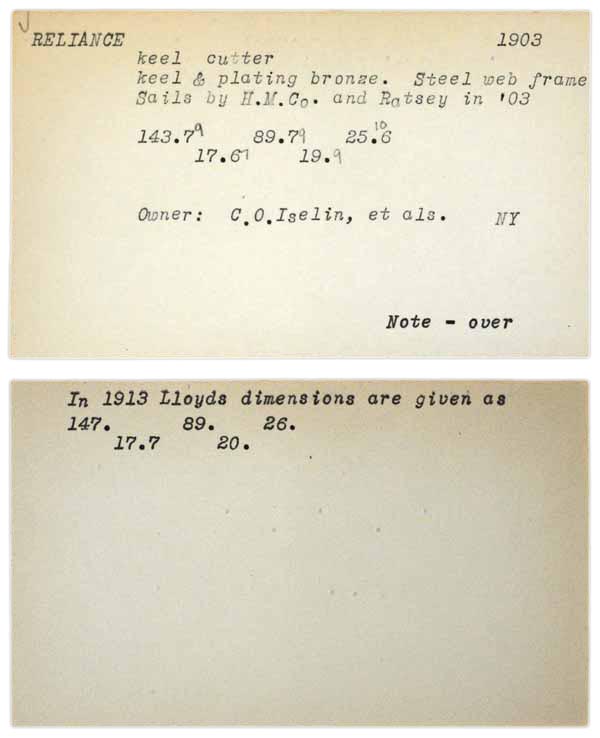 RELIANCE 1903
keel cutter
keel & plating bronze. Steel web frame
Sails by H.M.Co. and Ratsey in '03
143.7⁹ 89.7⁹ 25.6¹⁰
17.6⁷ 19.⁹
Owner: C.O.Iselin, et als. NY
Note - over
In 1913 Lloyds dimensions are given as
147. 89. 26.
17.7 20.